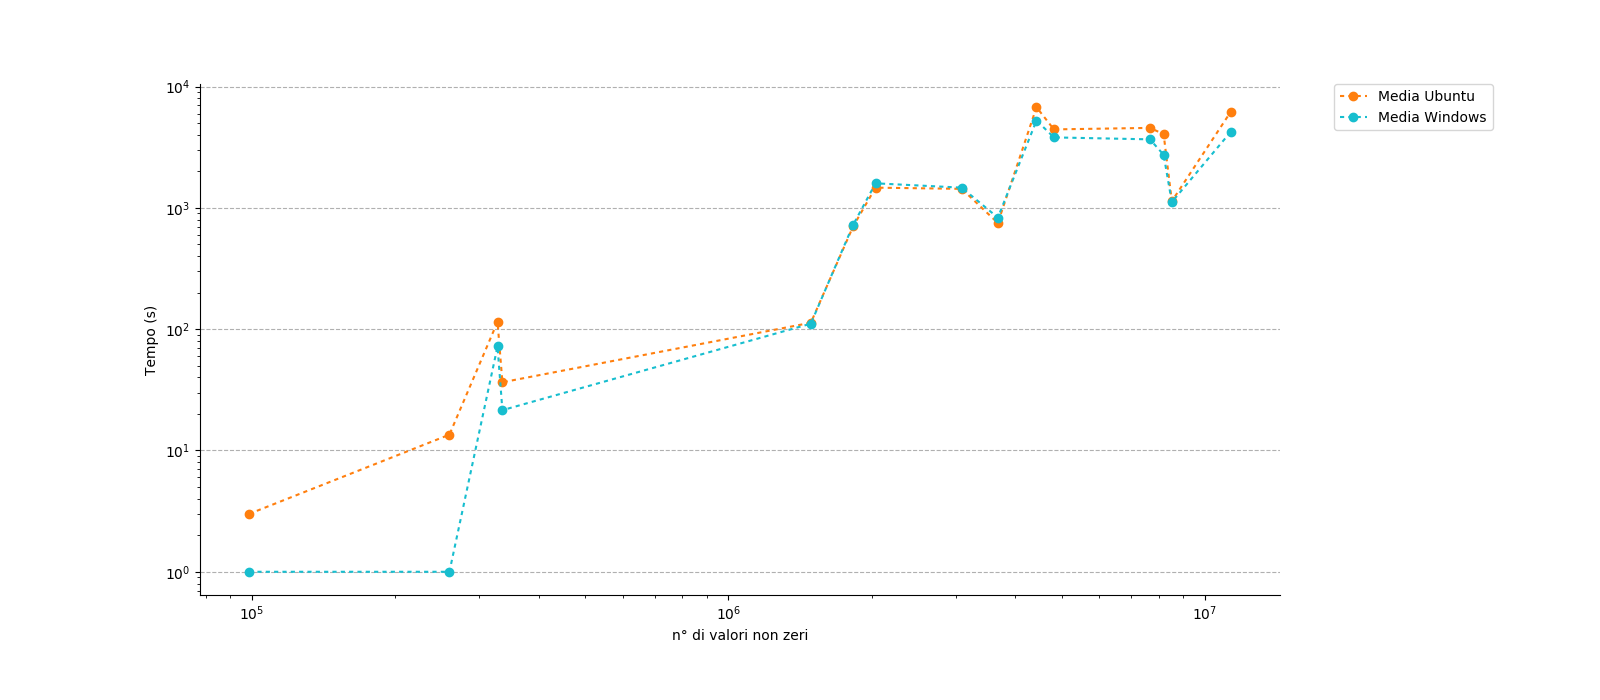 10⁴
10³
10²
10¹
10⁰
Tempo (s)
10⁵
10⁶
10⁷
n° di valori non zeri
Media Ubuntu
Media Windows